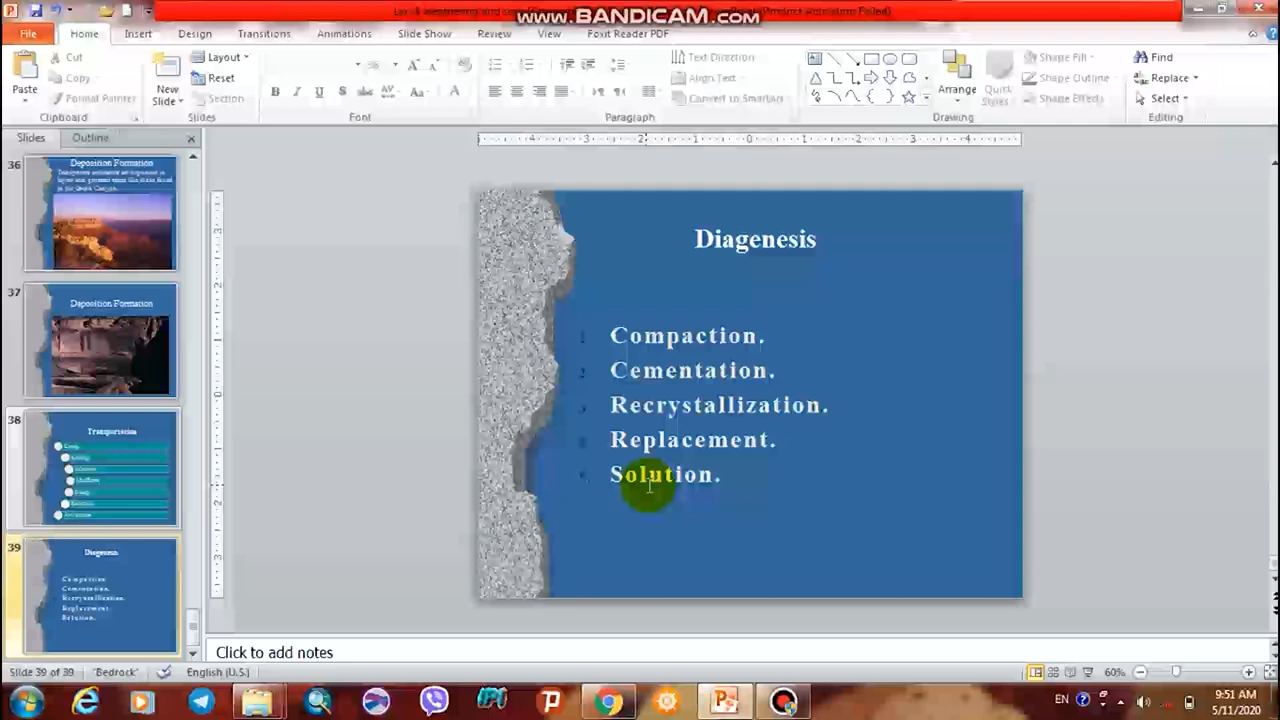 www.BANDICAM.com
File
Home
Insert
Design
Transitions
Animations
Slide Show
Review
View
Foxit Reader PDF
Paste
Cut
Copy
Format Painter
Clipboard
New
Slide
Layout
Reset
Section
Slides
Font
Text Direction
Align Text
Convert to SmartArt
Paragraph
Arrange
Quick
Styles
Shape Fill
Shape Outline
Shape Effects
Drawing
Find
Replace
Select
Editing
Slides
Outline
36
Deposition Formation
37
Deposition Formation
38
Transportation
39
Diagenesis
Compaction
Cementation.
Recrystallization.
Replacement
Solution.
Diagenesis
Compaction.
Cementation.
Recrystallization.
Replacement.
Solution.
Click to add notes
Slide 39 of 39
"Bedrock"
English (U.S.)
60%
EN
9:51 AM
5/11/2020